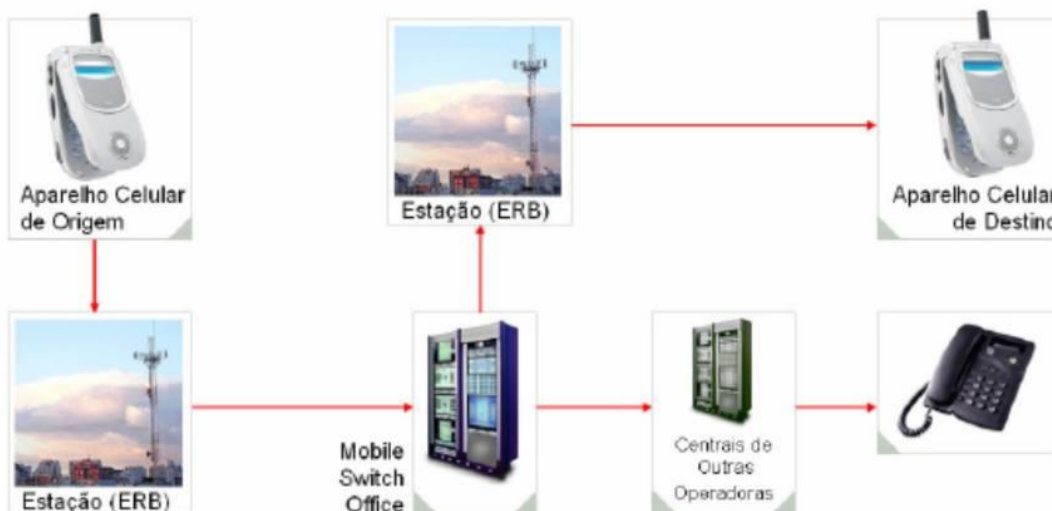 Aparelho Celular
de Origem
Estação (ERB)
Aparelho Celular
de Destino
Estação (ERB)
Mobile
Switch
Office
Centrais de
Outras
Operadoras